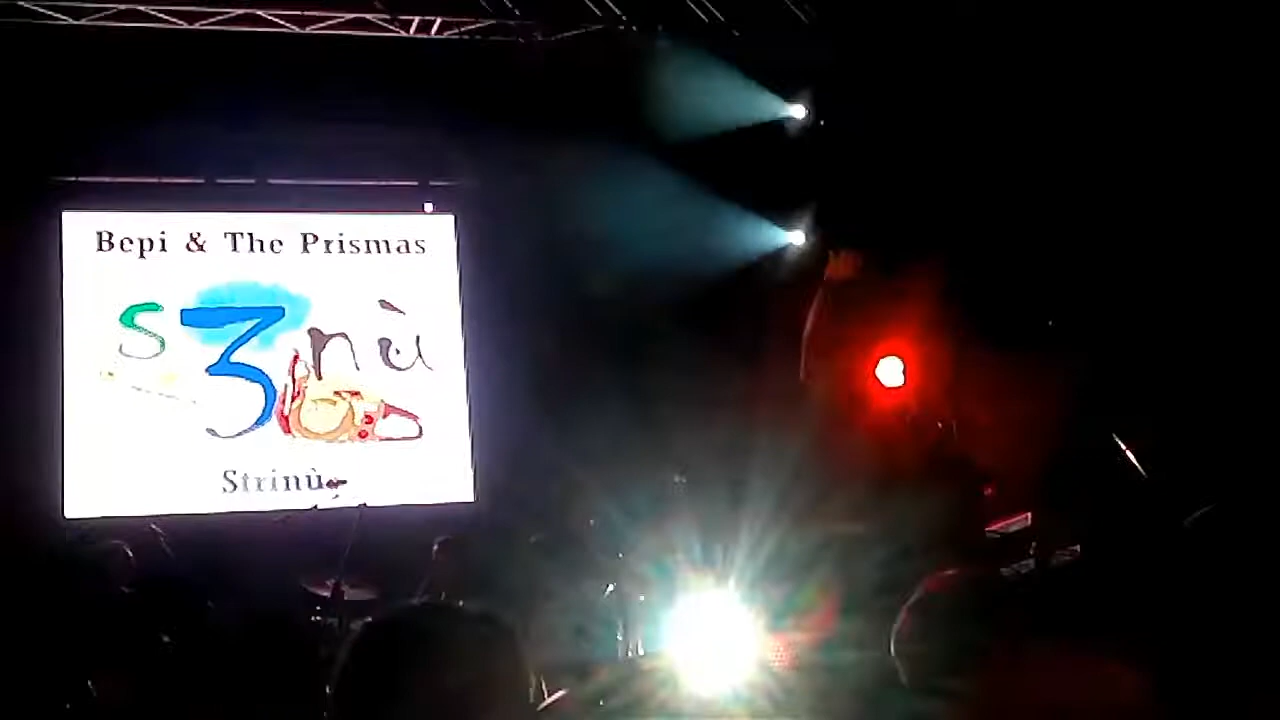 Bepi & The Prismas
s3nù
Strinù